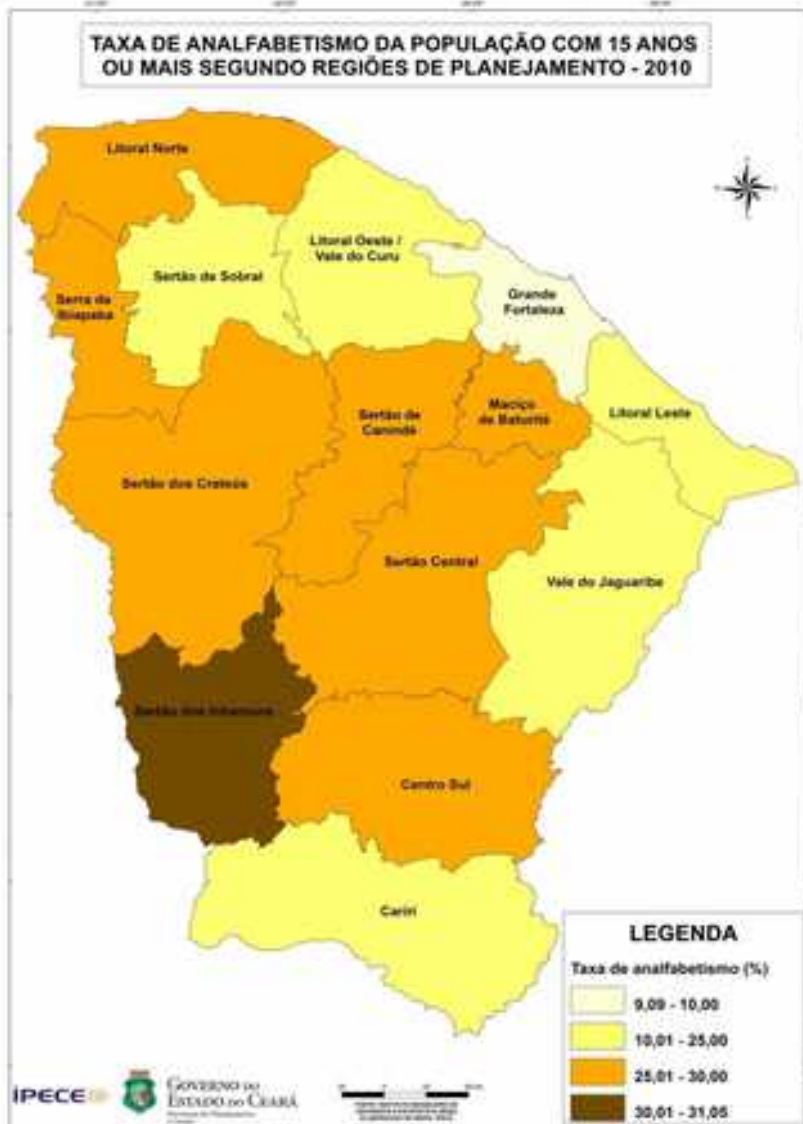 TAXA DE ANALFABETISMO DA POPULAÇÃO COM 15 ANOS
OU MAIS SEGUNDO REGIÕES DE PLANEJAMENTO - 2010
Litoral Norte
Litoral Oeste /
Vale do Curu
Sertão de Sobral
Grande
Fortaleza
Serra da
Ibiapaba
Maciço
de Baturité
Sertão de
Canindé
Litoral Leste
Sertão dos Crateús
Sertão Central
Vale do Jaguaribe
Sertão dos Inhamuns
Centro Sul
Cariri
LEGENDA
Taxa de analfabetismo (%)
9,09 - 10,00
10,01 - 25,00
25,01 - 30,00
30,01 - 31,05
IPECE
GOVERNO DO
ESTADO DO CEARÁ